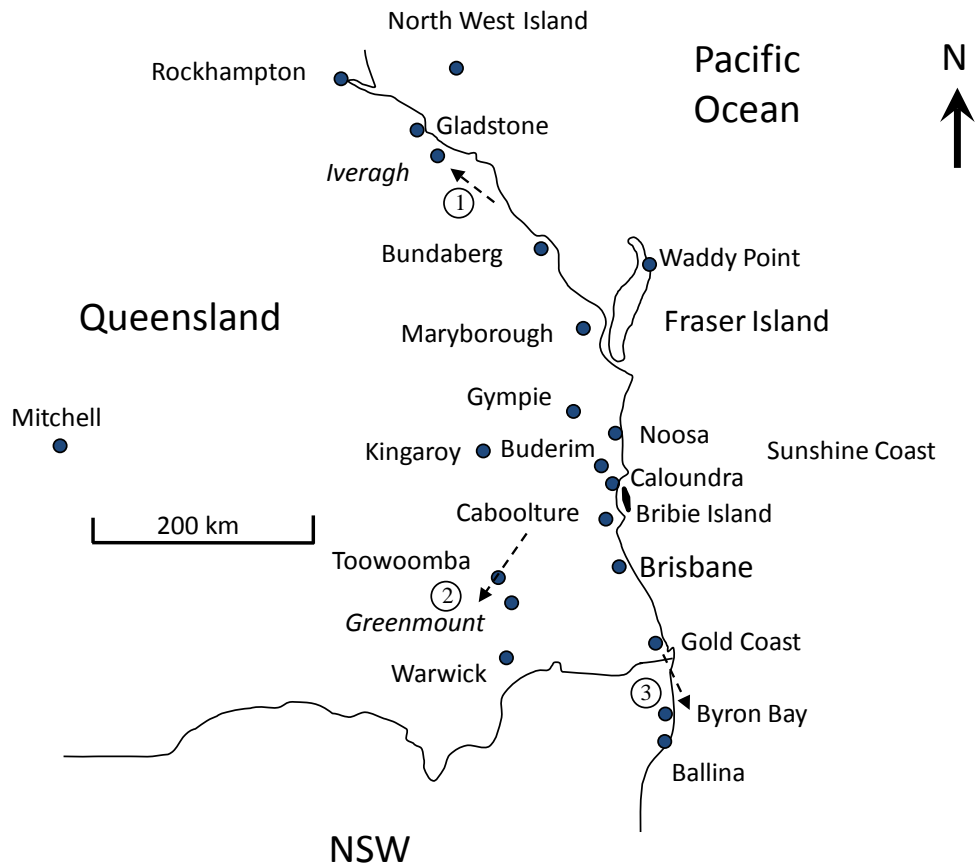 North West Island
Rockhampton
Pacific
Ocean
N
Gladstone
Iveragh
1
Bundaberg
Waddy Point
Queensland
Fraser Island
Maryborough
Gympie
Mitchell
Noosa
Kingaroy
Buderim
Sunshine Coast
Caloundra
200 km
Caboolture
Bribie Island
Toowoomba
Brisbane
2
Greenmount
Gold Coast
Warwick
3
Byron Bay
Ballina
NSW